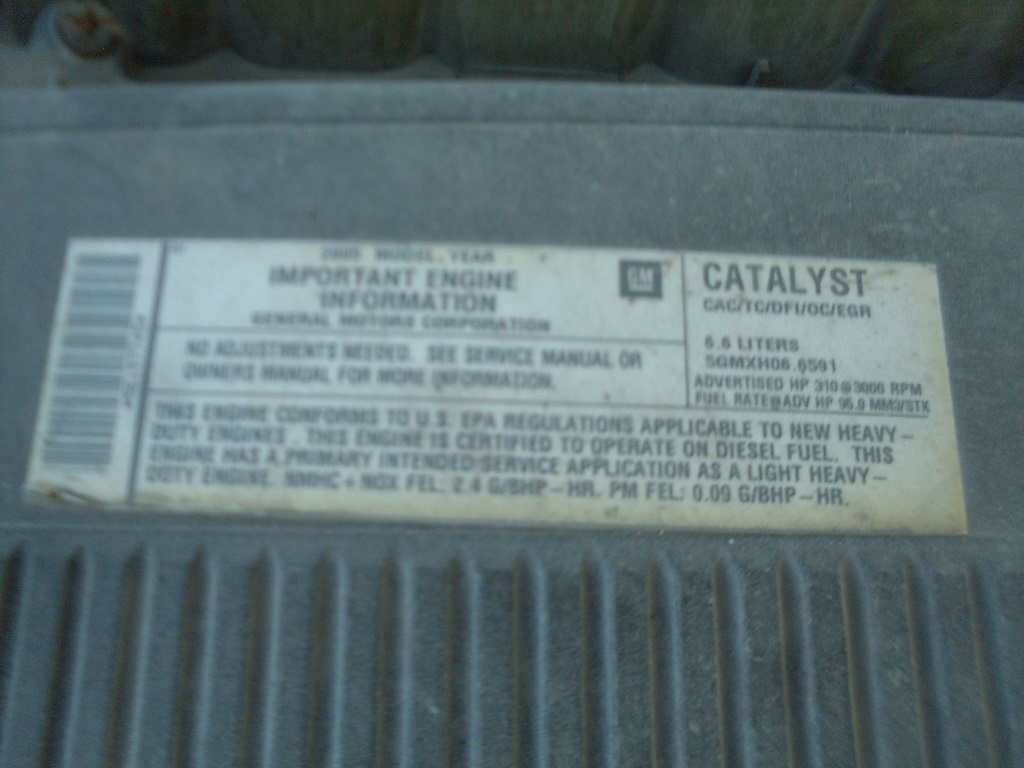 2005 MODEL YEAR
IMPORTANT ENGINE
INFORMATION
GENERAL MOTORS CORPORATION
GM
NO ADJUSTMENTS NEEDED. SEE SERVICE MANUAL OR
OWNERS MANUAL FOR MORE INFORMATION.
CATALYST
CAC/TC/DFI/OC/EGR
6.6 LITERS
5GMXH06.6591
ADVERTISED HP 310@3000 RPM
FUEL RATE@ADV HP 95.0 MM3/STK
THIS ENGINE CONFORMS TO U.S. EPA REGULATIONS APPLICABLE TO NEW HEAVY-
DUTY ENGINES. THIS ENGINE IS CERTIFIED TO OPERATE ON DIESEL FUEL. THIS
ENGINE HAS A PRIMARY INTENDED SERVICE APPLICATION AS A LIGHT HEAVY-
DUTY ENGINE. NMHC + NOX FEL: 2.4 G/BHP-HR. PM FEL: 0.09 G/BHP-HR.